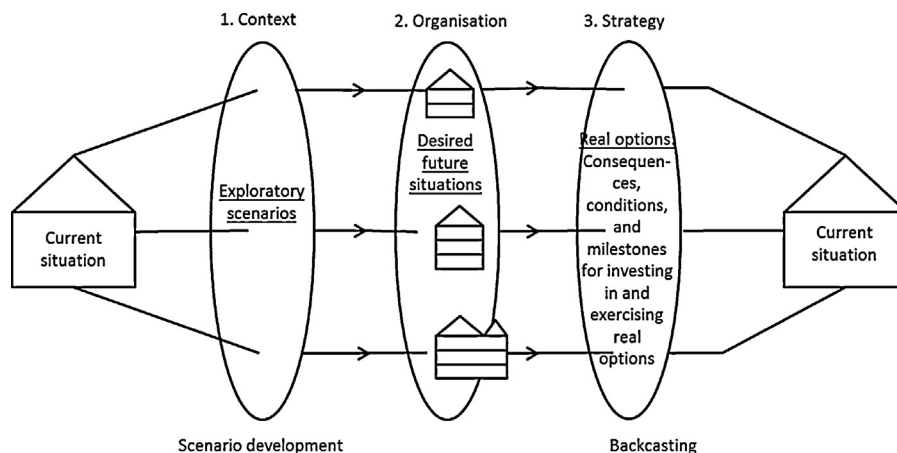 1. Context
2. Organisation
3. Strategy
Current
situation
Exploratory
scenarios
Desired
future
situations
Real options:
Consequen-
ces,
conditions,
and
milestones
for investing
in and
exercising
real
options
Current
situation
Scenario development
Backcasting